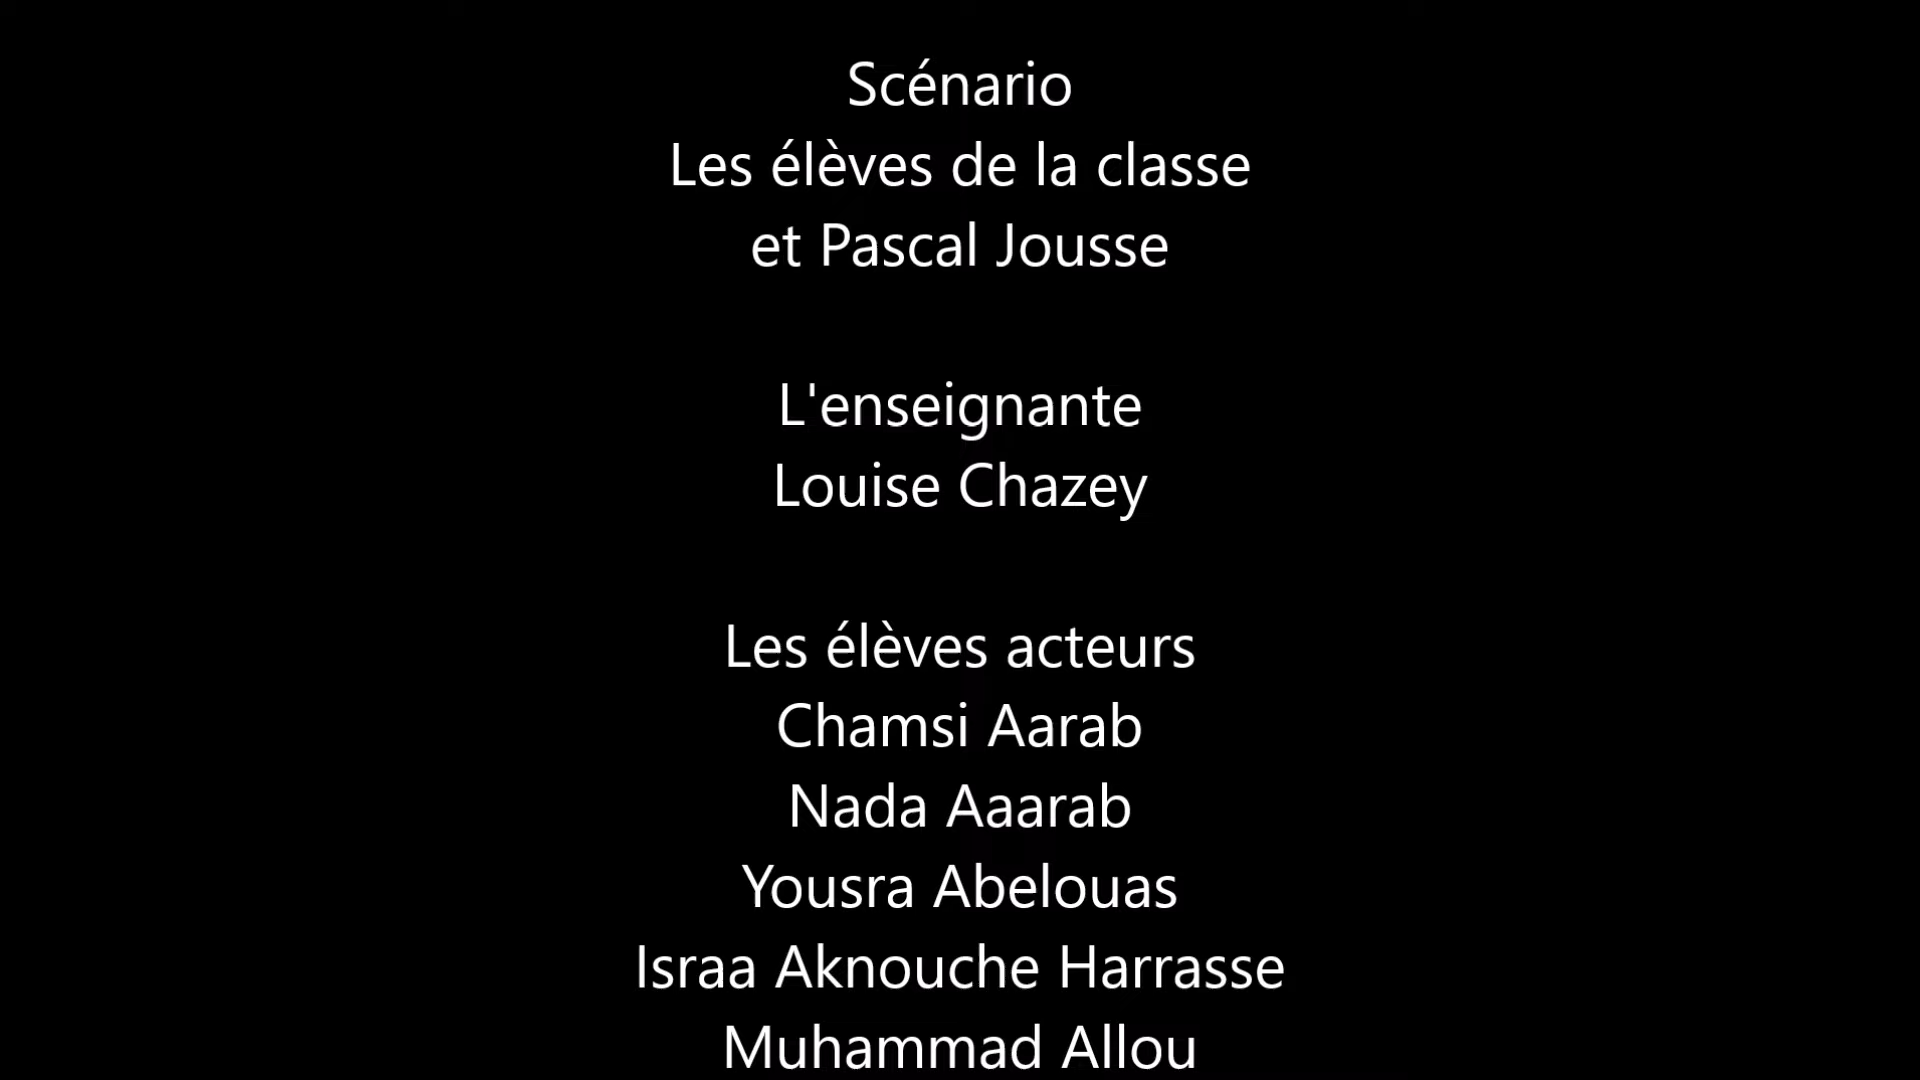 Scénario
Les élèves de la classe
et Pascal Jousse
L'enseignante
Louise Chazey
Les élèves acteurs
Chamsi Aarab
Nada Aaarab
Yousra Abelouas
Israa Aknouche Harrasse
Muhammad Allou